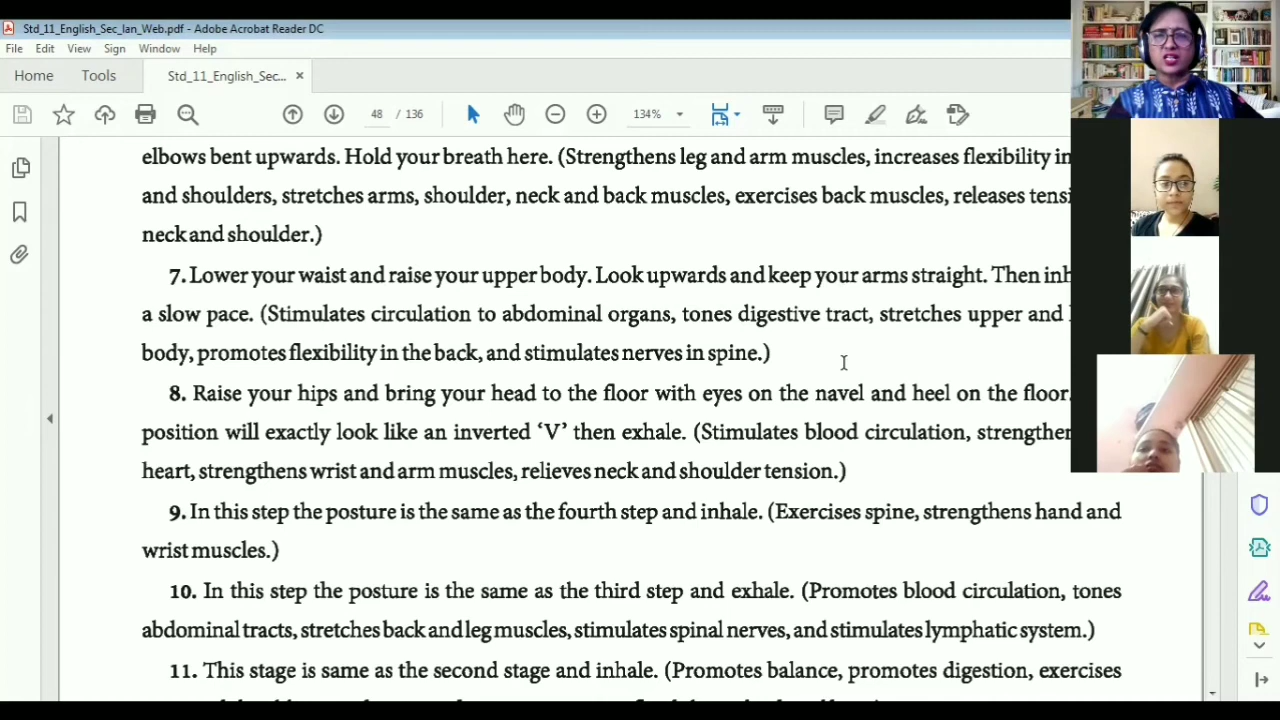 Std_11_English_Sec_lan_Web.pdf - Adobe Acrobat Reader DC
File Edit View Sign Window Help
Home Tools Std_11_English_Sec... ×
48 / 136 134%
elbows bent upwards. Hold your breath here. (Strengthens leg and arm muscles, increases flexibility in
and shoulders, stretches arms, shoulder, neck and back muscles, exercises back muscles, releases tensi
neck and shoulder.)
7. Lower your waist and raise your upper body. Look upwards and keep your arms straight. Then inh
a slow pace. (Stimulates circulation to abdominal organs, tones digestive tract, stretches upper and
body, promotes flexibility in the back, and stimulates nerves in spine.)
8. Raise your hips and bring your head to the floor with eyes on the navel and heel on the floor.
position will exactly look like an inverted ‘V’ then exhale. (Stimulates blood circulation, strengthen
heart, strengthens wrist and arm muscles, relieves neck and shoulder tension.)
9. In this step the posture is the same as the fourth step and inhale. (Exercises spine, strengthens hand and
wrist muscles.)
10. In this step the posture is the same as the third step and exhale. (Promotes blood circulation, tones
abdominal tracts, stretches back and leg muscles, stimulates spinal nerves, and stimulates lymphatic system.)
11. This stage is same as the second stage and inhale. (Promotes balance, promotes digestion, exercises